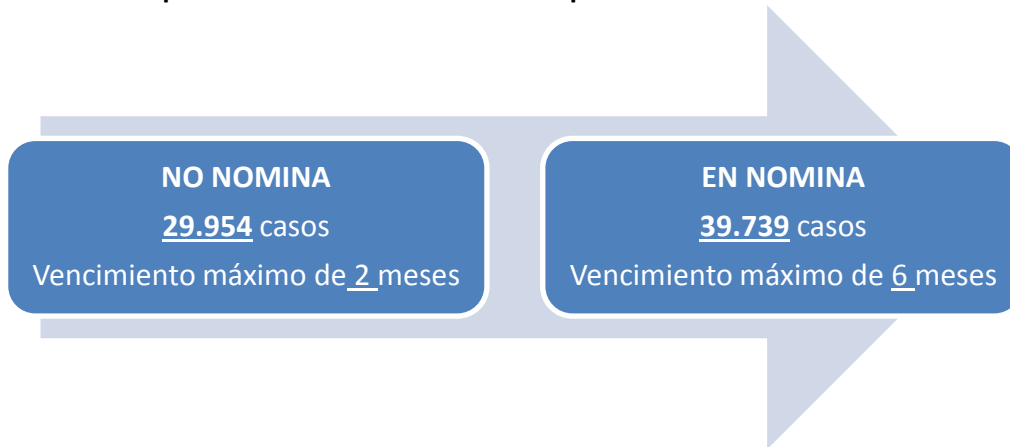 NO NOMINA
29.954 casos
Vencimiento máximo de 2 meses
EN NOMINA
39.739 casos
Vencimiento máximo de 6 meses